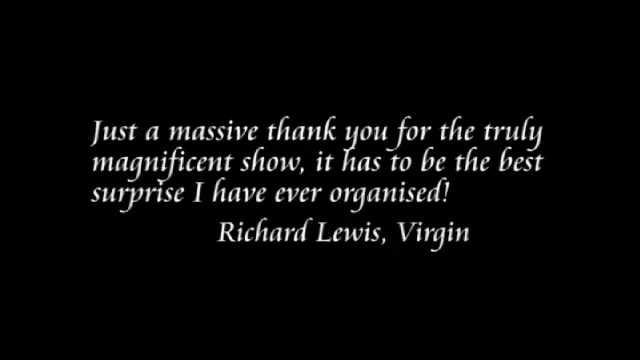 Just a massive thank you for the truly
magnificent show, it has to be the best
surprise I have ever organised!
Richard Lewis, Virgin